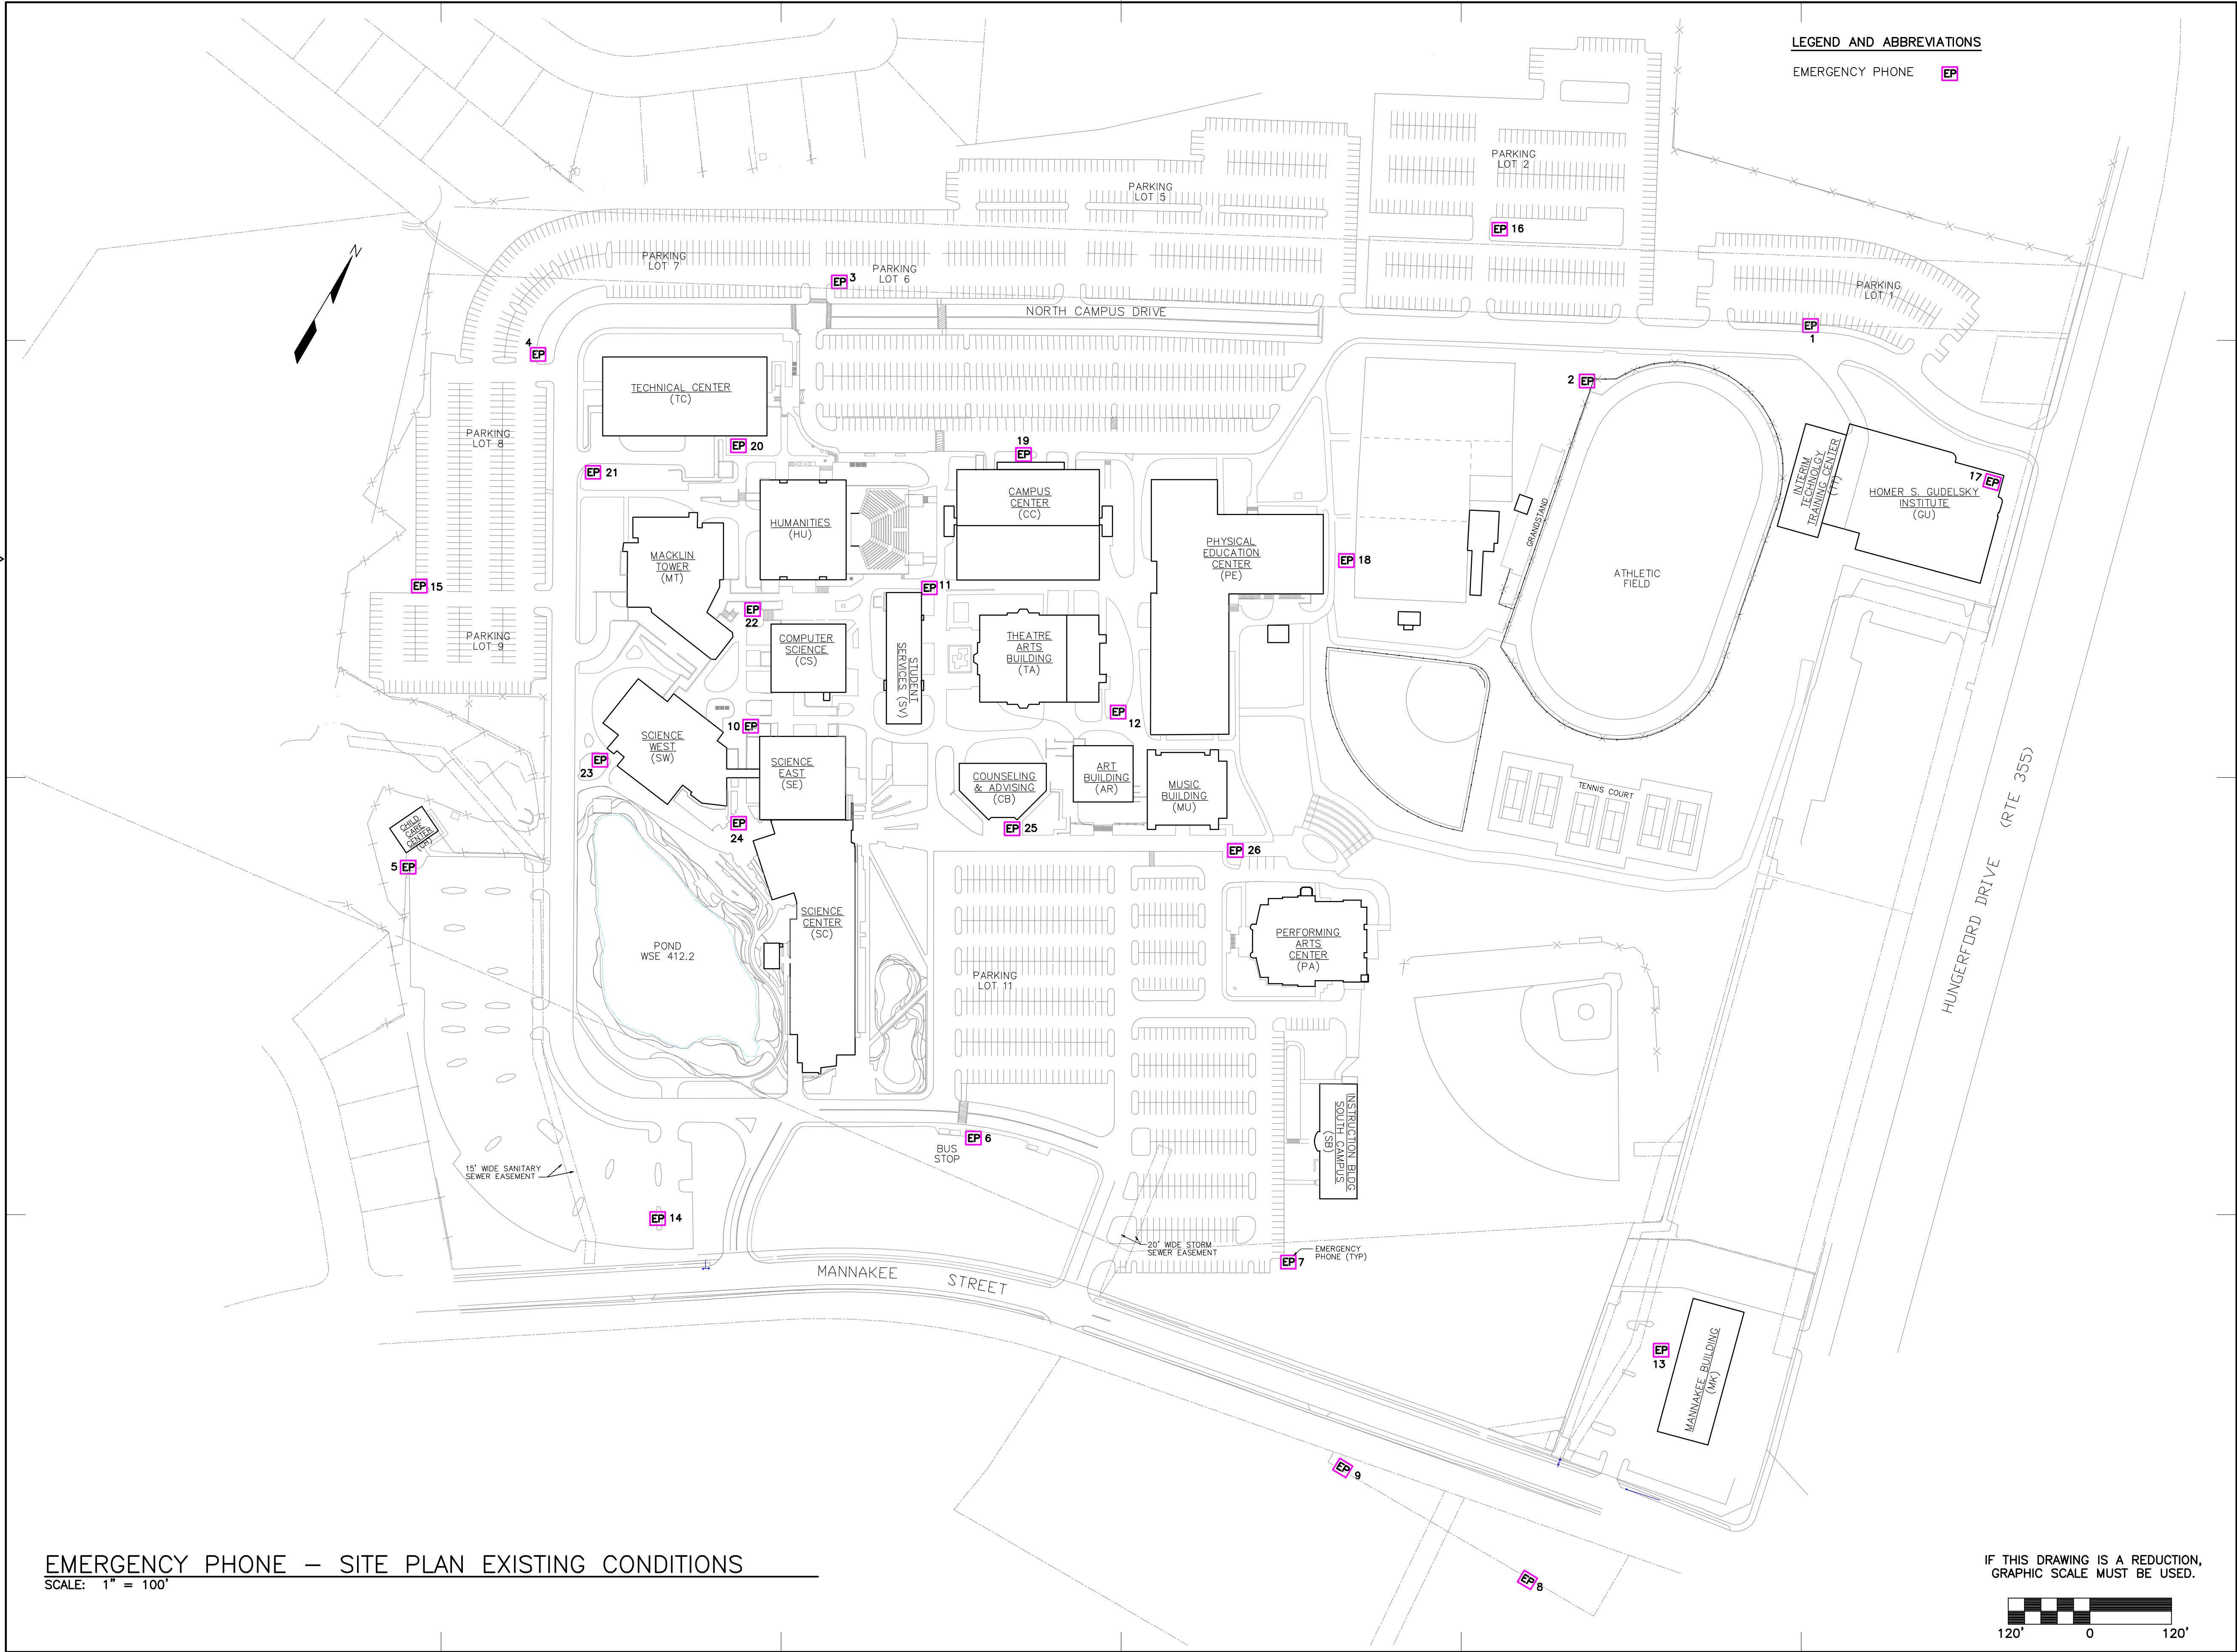 LEGEND AND ABBREVIATIONS
EMERGENCY PHONE EP
PARKING
LOT 2
PARKING
LOT 5
EP 16
PARKING
LOT 7
EP 3
PARKING
LOT 6
PARKING
LOT 1
N
NORTH CAMPUS DRIVE
EP
1
4
EP
TECHNICAL CENTER
(TC)
2 EP
PARKING
LOT 8
EP 20
19
EP
EP 21
INTERIM
TECHNOLGY
TRAINING CENTER
(TT)
HOMER S. GUDELSKY
INSTITUTE
(GU)
17 EP
CAMPUS
CENTER
(CC)
HUMANITIES
(HU)
GRANDSTAND
MACKLIN
TOWER
(MT)
PHYSICAL
EDUCATION
CENTER
(PE)
EP 18
ATHLETIC
FIELD
EP 15
EP 11
EP
22
PARKING
LOT 9
COMPUTER
SCIENCE
(CS)
STUDENT
SERVICES (SV)
THEATRE
ARTS
BUILDING
(TA)
EP
12
10 EP
SCIENCE
WEST
(SW)
EP
23
SCIENCE
EAST
(SE)
COUNSELING
& ADVISING
(CB)
ART
BUILDING
(AR)
MUSIC
BUILDING
(MU)
TENNIS COURT
HUNGERFORD DRIVE (RTE 355)
CHILD
CARE
CENTER
(CH)
5 EP
EP
24
EP 25
EP 26
SCIENCE
CENTER
(SC)
POND
WSE 412.2
PERFORMING
ARTS
CENTER
(PA)
PARKING
LOT 11
INSTRUCTION BLDG
SOUTH CAMPUS
(SB)
EP 6
BUS
STOP
15' WIDE SANITARY
SEWER EASEMENT
EP 14
20' WIDE STORM
SEWER EASEMENT
EP 7
EMERGENCY
PHONE (TYP)
MANNAKEE STREET
EP
13
MANNAKEE BUILDING
(MK)
EP 9
EP 8
EMERGENCY PHONE – SITE PLAN EXISTING CONDITIONS
SCALE: 1" = 100'
IF THIS DRAWING IS A REDUCTION,
GRAPHIC SCALE MUST BE USED.
120' 0 120'